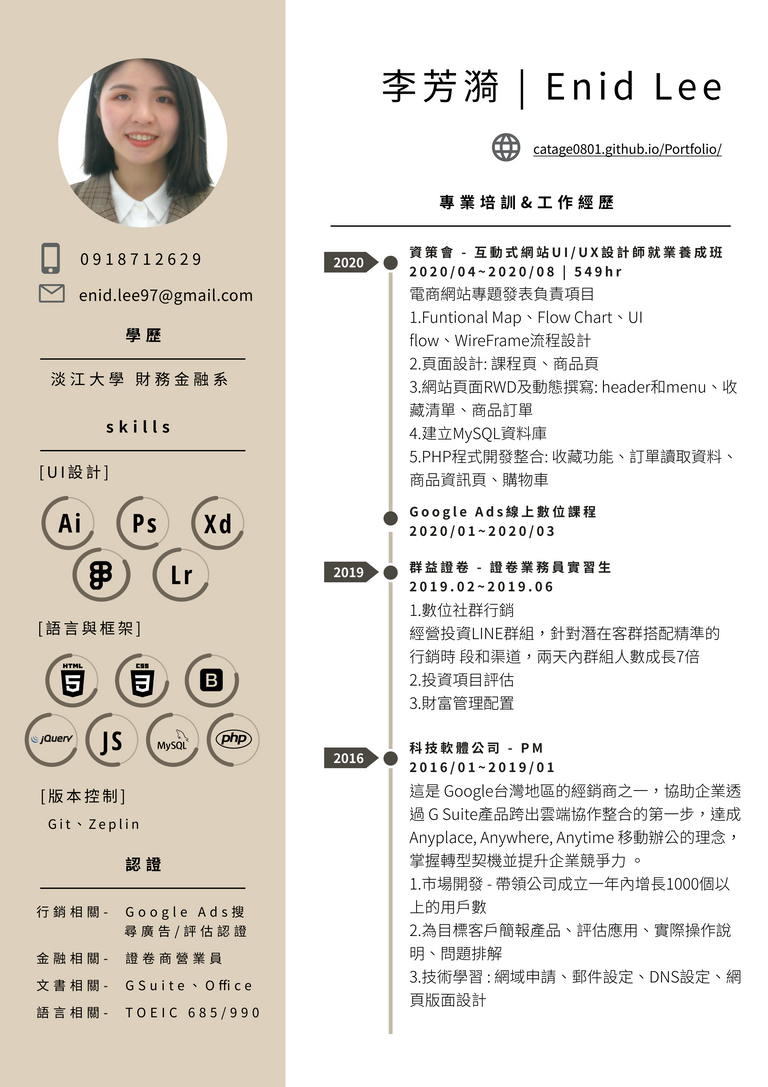 李芳漪 | Enid Lee
catage0801.github.io/Portfolio/
0918712629
enid.lee97@gmail.com
學歷
淡江大學 財務金融系
skills
[UI設計]
Ai Ps Xd
Lr
[語言與框架]
HTML 5 CSS 3 B
jQuery JS MySQL php
[版本控制]
Git、Zeplin
認證
行銷相關- Google Ads搜
尋廣告/評估認證
金融相關- 證卷商營業員
文書相關- GSuite、Office
語言相關- TOEIC 685/990
專業培訓&工作經歷
2020
資策會 - 互動式網站UI/UX設計師就業養成班
2020/04~2020/08 | 549hr
電商網站專題發表負責項目
1.Funtional Map、Flow Chart、UI
flow、WireFrame流程設計
2.頁面設計: 課程頁、商品頁
3.網站頁面RWD及動態撰寫: header和menu、收
藏清單、商品訂單
4.建立MySQL資料庫
5.PHP程式開發整合: 收藏功能、訂單讀取資料、
商品資訊頁、購物車
Google Ads線上數位課程
2020/01~2020/03
2019
群益證卷 - 證卷業務員實習生
2019.02~2019.06
1.數位社群行銷
經營投資LINE群組，針對潛在客群搭配精準的
行銷時 段和渠道，兩天內群組人數成長7倍
2.投資項目評估
3.財富管理配置
2016
科技軟體公司 - PM
2016/01~2019/01
這是 Google台灣地區的經銷商之一，協助企業透
過 G Suite產品跨出雲端協作整合的第一步，達成
Anyplace, Anywhere, Anytime 移動辦公的理念，
掌握轉型契機並提升企業競爭力 。
1.市場開發 - 帶領公司成立一年內增長1000個以
上的用戶數
2.為目標客戶簡報產品、評估應用、實際操作說
明、問題排解
3.技術學習 : 網域申請、郵件設定、DNS設定、網
頁版面設計